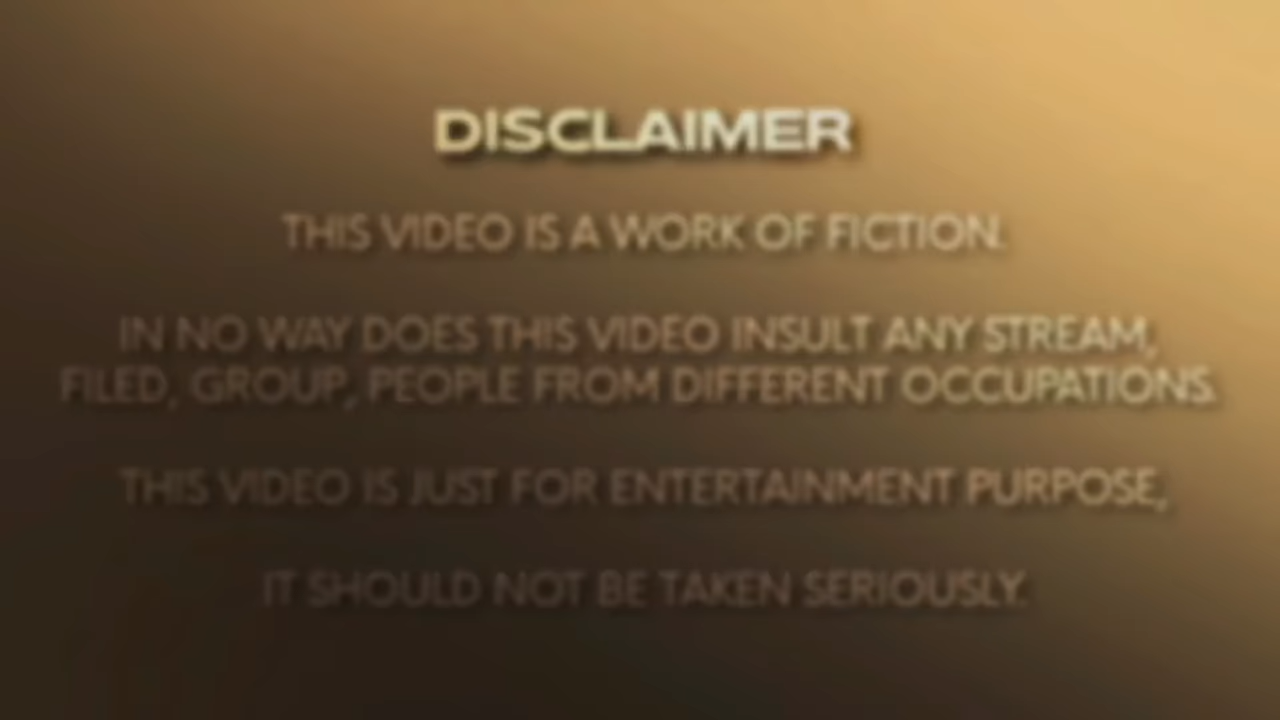 DISCLAIMER
THIS VIDEO IS A WORK OF FICTION.
IN NO WAY DOES THIS VIDEO INSULT ANY STREAM,
FILED, GROUP, PEOPLE FROM DIFFERENT OCCUPATIONS.
THIS VIDEO IS JUST FOR ENTERTAINMENT PURPOSE,
IT SHOULD NOT BE TAKEN SERIOUSLY.